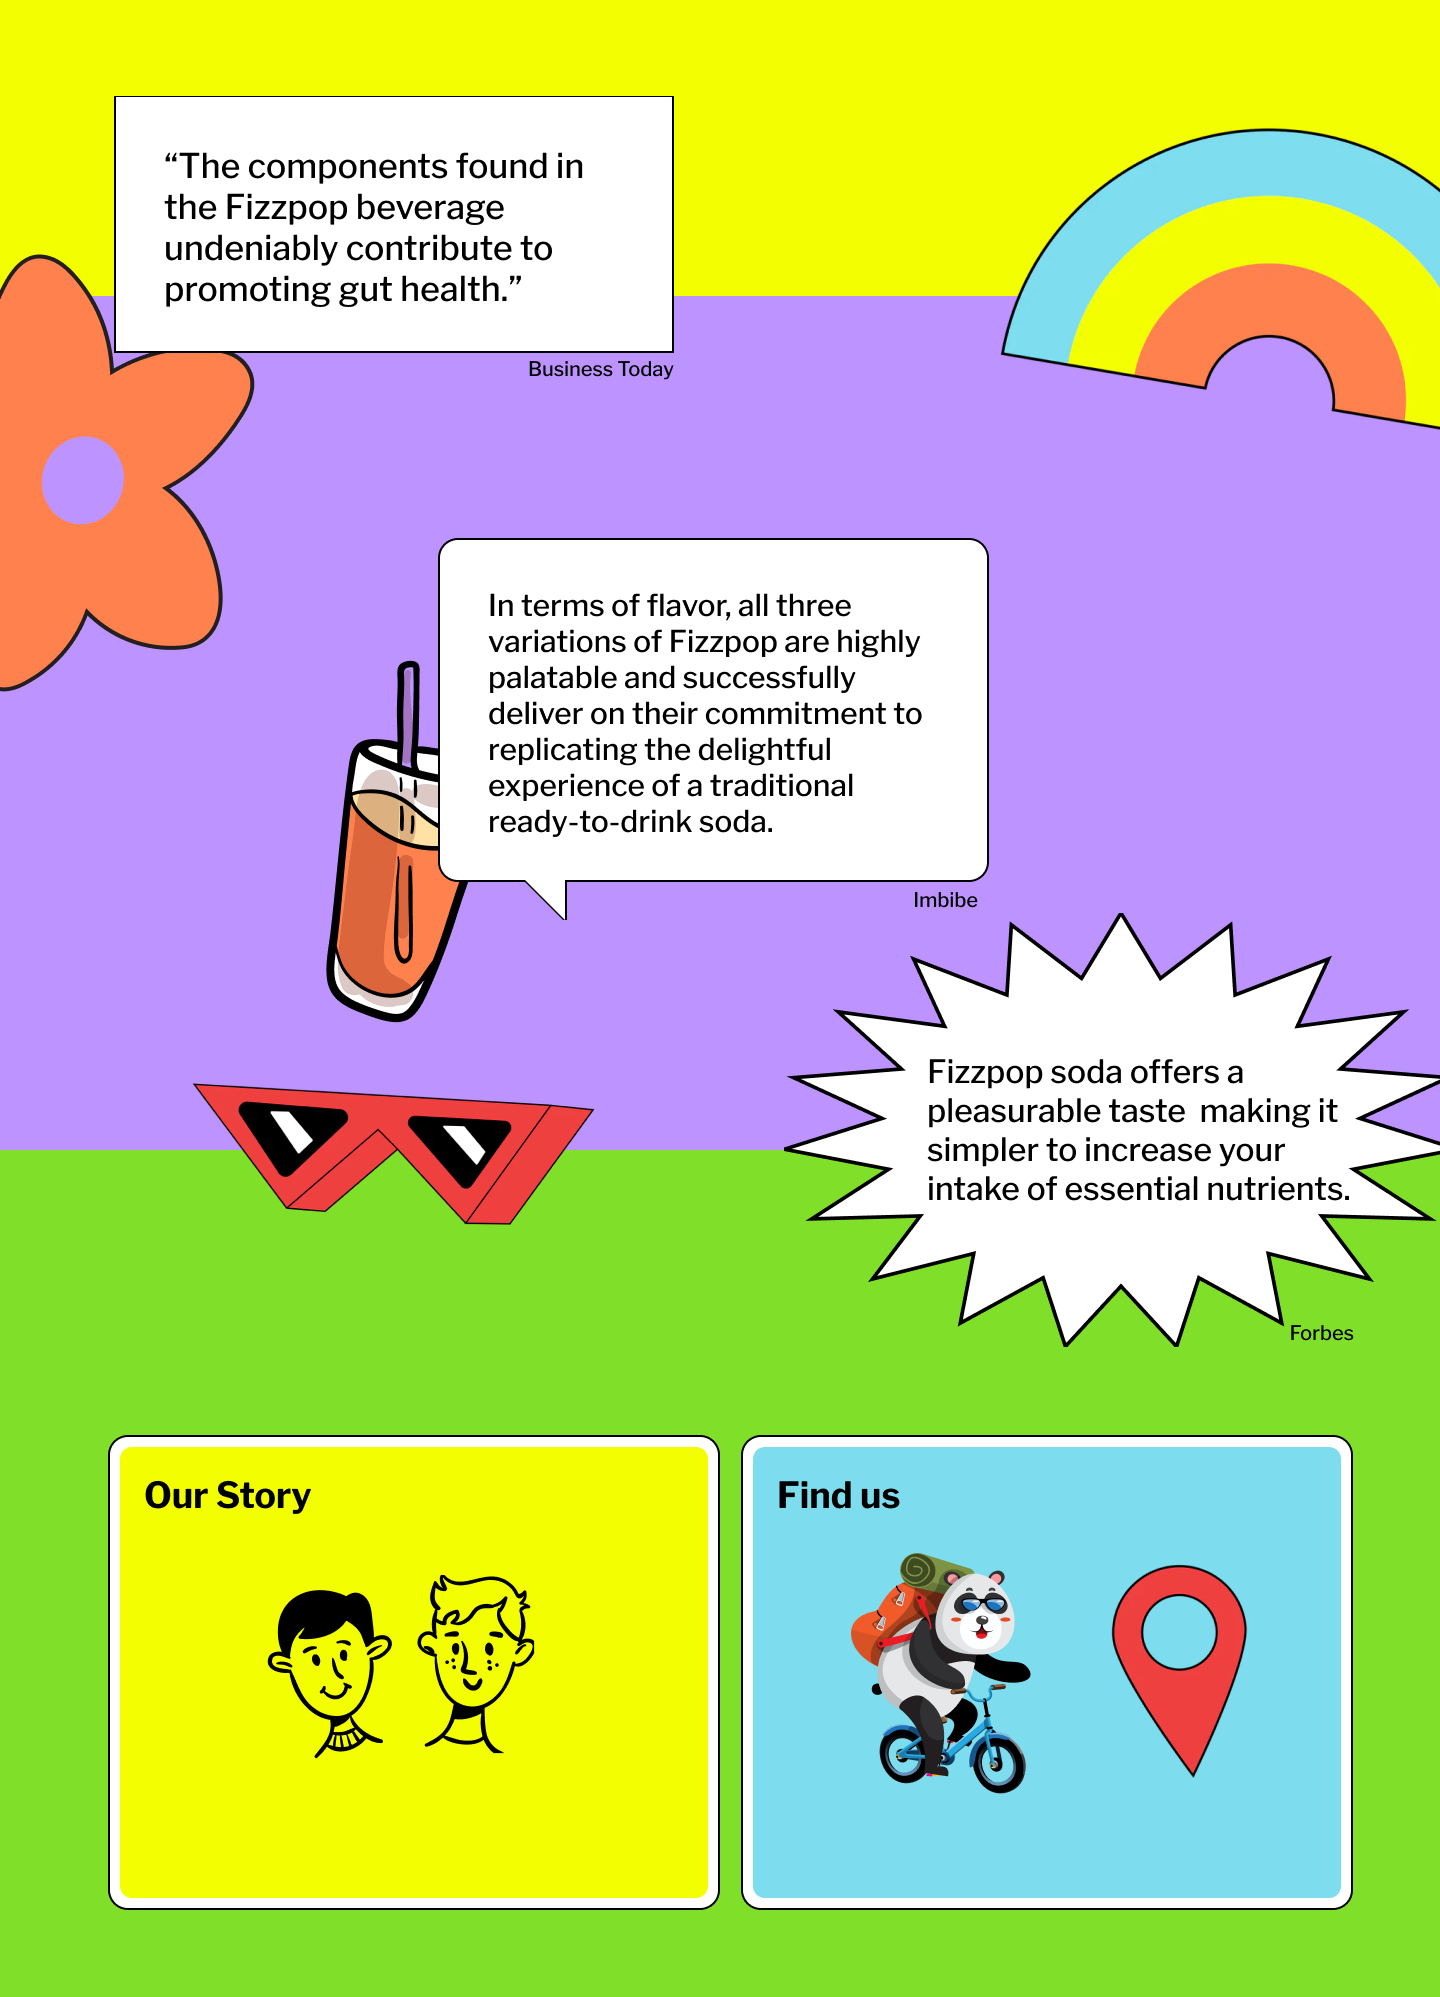 “The components found in
the Fizzpop beverage
undeniably contribute to
promoting gut health.”
Business Today
In terms of flavor, all three
variations of Fizzpop are highly
palatable and successfully
deliver on their commitment to
replicating the delightful
experience of a traditional
ready-to-drink soda.
Imbibe
Fizzpop soda offers a
pleasurable taste  making it
simpler to increase your
intake of essential nutrients.
Forbes
Our Story
Find us